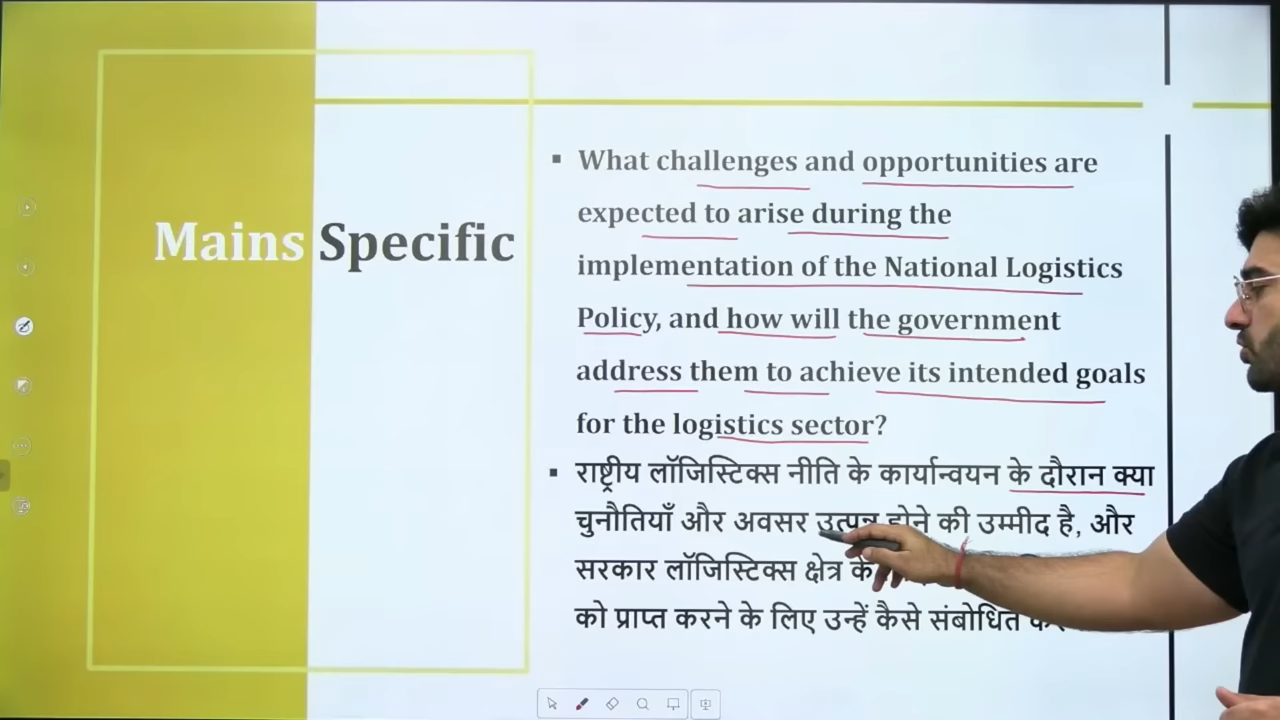 Mains Specific
▪ What challenges and opportunities are
expected to arise during the
implementation of the National Logistics
Policy, and how will the government
address them to achieve its intended goals
for the logistics sector?
▪ राष्ट्रीय लॉजिस्टिक्स नीति के कार्यान्वयन के दौरान क्या
चुनौतियाँ और अवसर उत्पन्न होने की उम्मीद है, और
सरकार लॉजिस्टिक्स क्षेत्र के
को प्राप्त करने के लिए उन्हें कैसे संबोधित